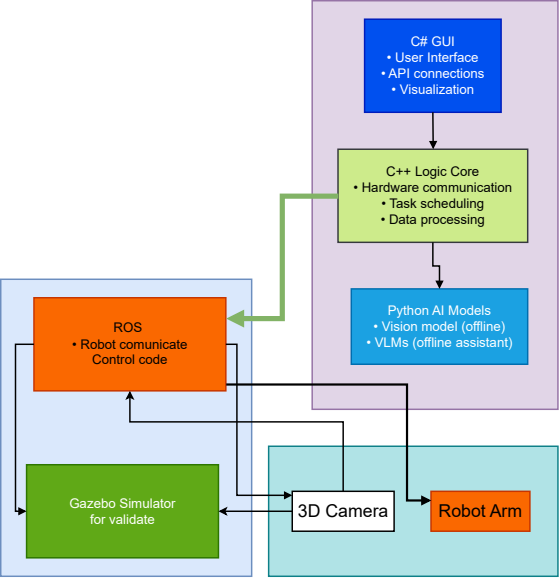 C# GUI
• User Interface
• API connections
• Visualization
C++ Logic Core
• Hardware communication
• Task scheduling
• Data processing
Python AI Models
• Vision model (offline)
• VLMs (offline assistant)
ROS
• Robot comunicate
Control code
Gazebo Simulator
for validate
3D Camera
Robot Arm